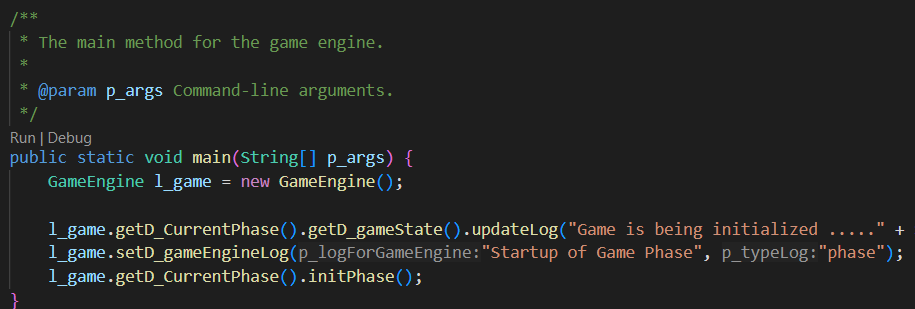 /**
 * The main method for the game engine.
 *
 * @param p_args Command-line arguments.
 */
Run | Debug
public static void main(String[] p_args) {
    GameEngine l_game = new GameEngine();
    l_game.getD_CurrentPhase().getD_gameState().updateLog("Game is being initialized ....." +
    l_game.setD_gameEngineLog(p_logForGameEngine:"Startup of Game Phase", p_typeLog:"phase");
    l_game.getD_CurrentPhase().initPhase();
}